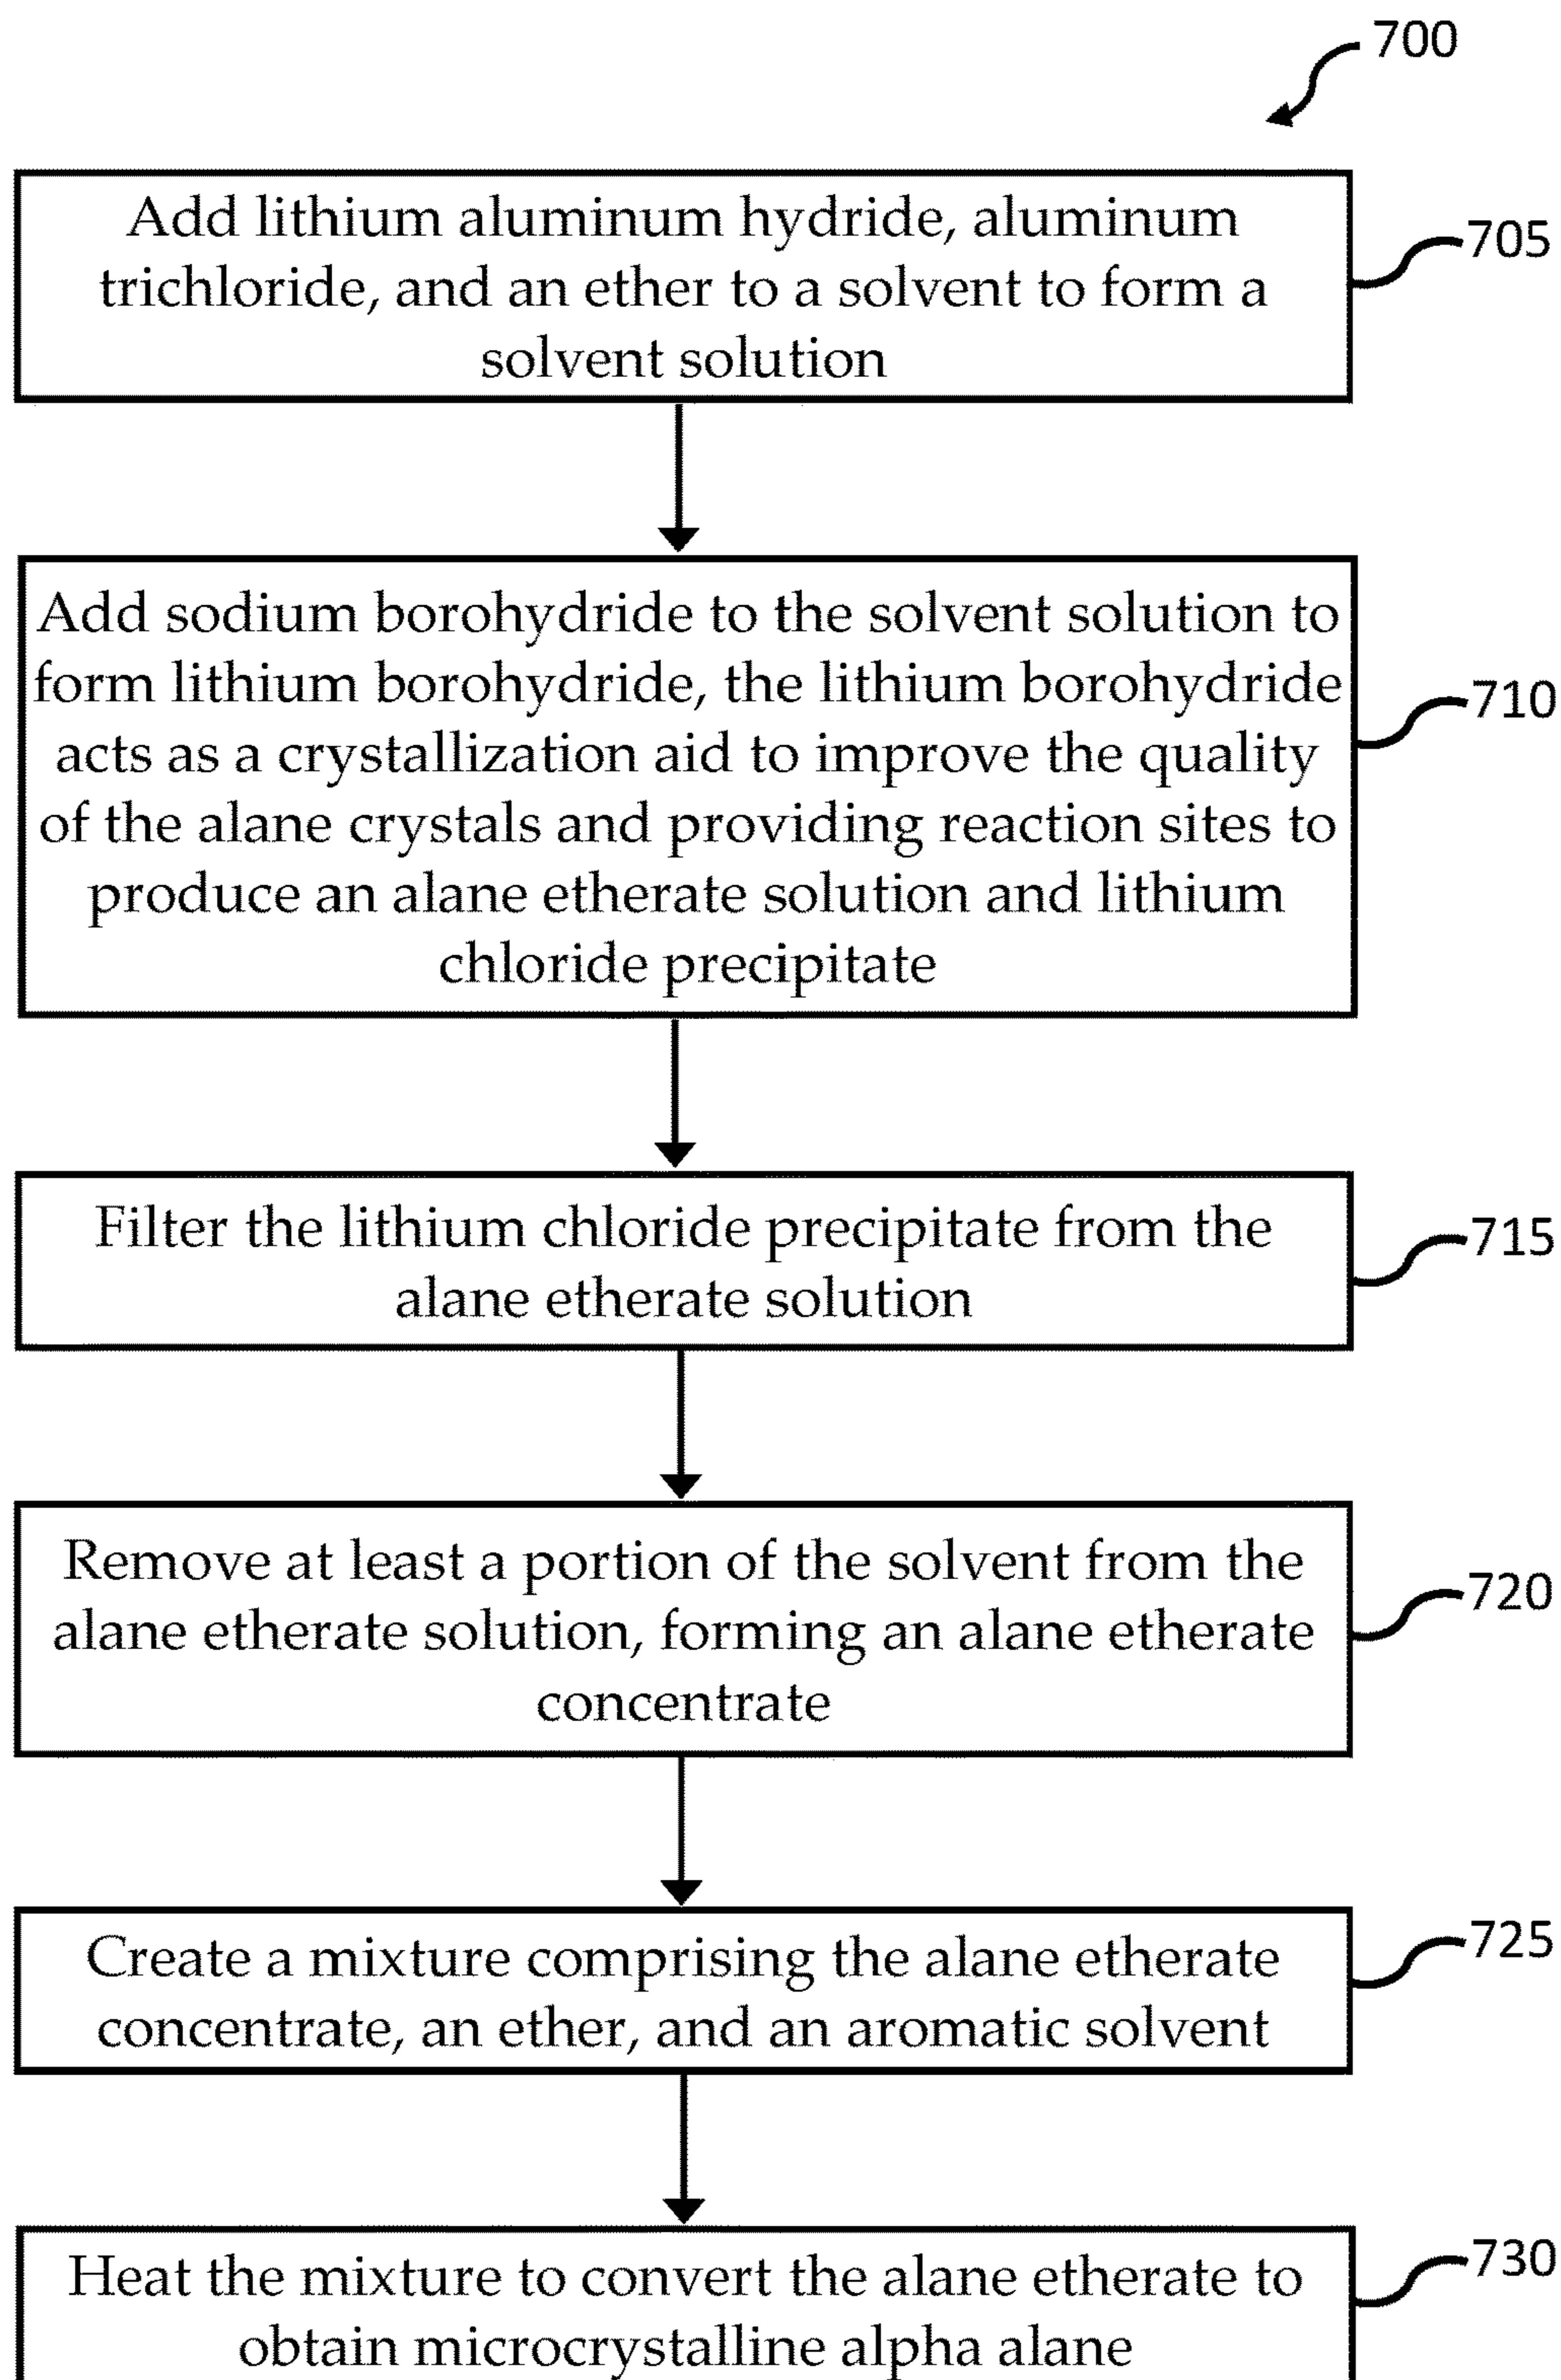 700
Add lithium aluminum hydride, aluminum
trichloride, and an ether to a solvent to form a
solvent solution
705
Add sodium borohydride to the solvent solution to
form lithium borohydride, the lithium borohydride
acts as a crystallization aid to improve the quality
of the alane crystals and providing reaction sites to
produce an alane etherate solution and lithium
chloride precipitate
710
Filter the lithium chloride precipitate from the
alane etherate solution
715
Remove at least a portion of the solvent from the
alane etherate solution, forming an alane etherate
concentrate
720
Create a mixture comprising the alane etherate
concentrate, an ether, and an aromatic solvent
725
Heat the mixture to convert the alane etherate to
obtain microcrystalline alpha alane
730